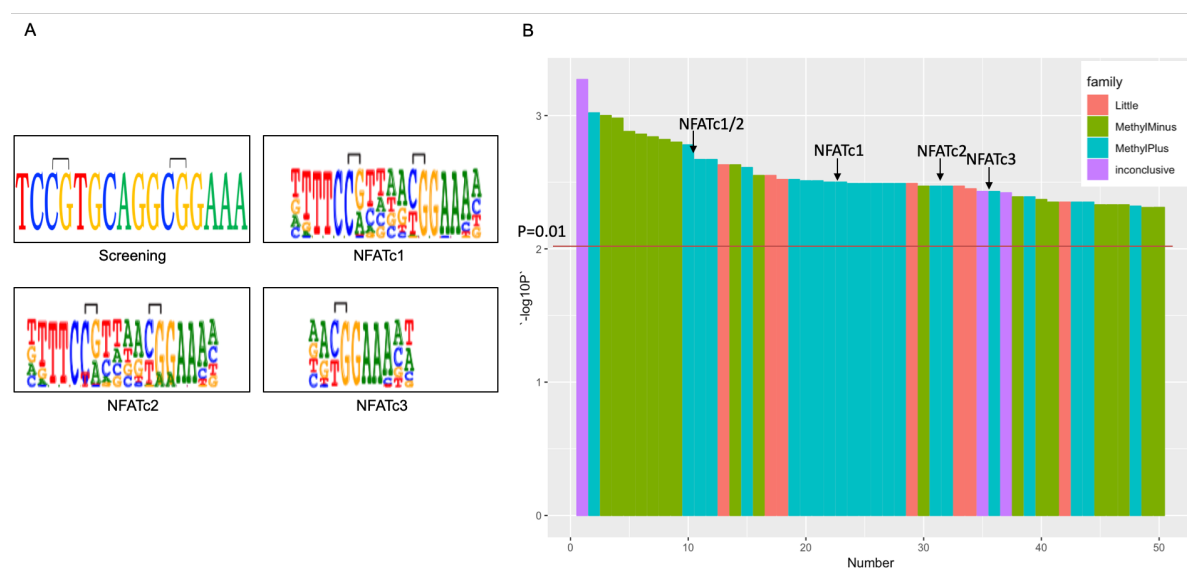 A
B
TCCGTGCAGGCGGAAA
Screening
NFATc1
NFATc2
NFATc3
family
Little
MethylMinus
MethylPlus
inconclusive
NFATc1/2
NFATc1
NFATc2
NFATc3
P=0.01
`-log10P`
3
2
1
0
0 10 20 30 40 50
Number